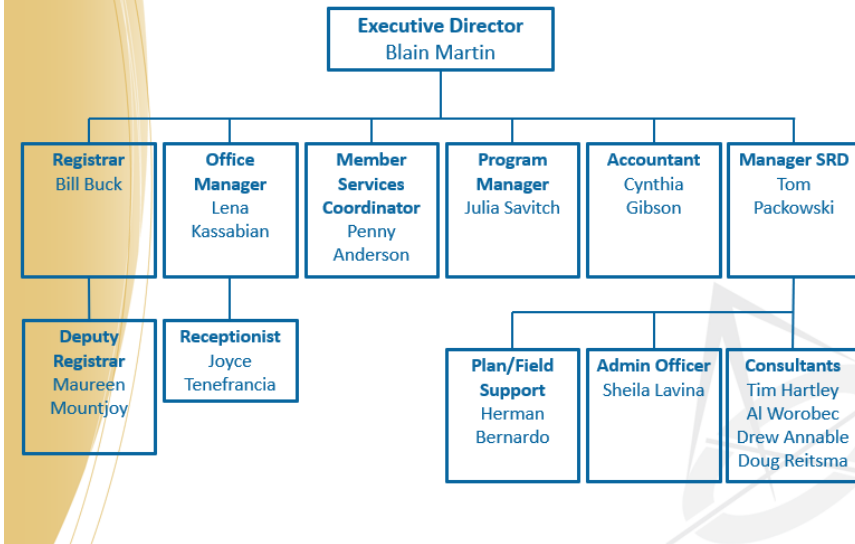 Executive Director
Blain Martin
Registrar
Bill Buck
Office
Manager
Lena
Kassabian
Member
Services
Coordinator
Penny
Anderson
Program
Manager
Julia Savitch
Accountant
Cynthia
Gibson
Manager SRD
Tom
Packowski
Deputy
Registrar
Maureen
Mountjoy
Receptionist
Joyce
Tenefrancia
Plan/Field
Support
Herman
Bernardo
Admin Officer
Sheila Lavina
Consultants
Tim Hartley
Al Worobec
Drew Annable
Doug Reitsma